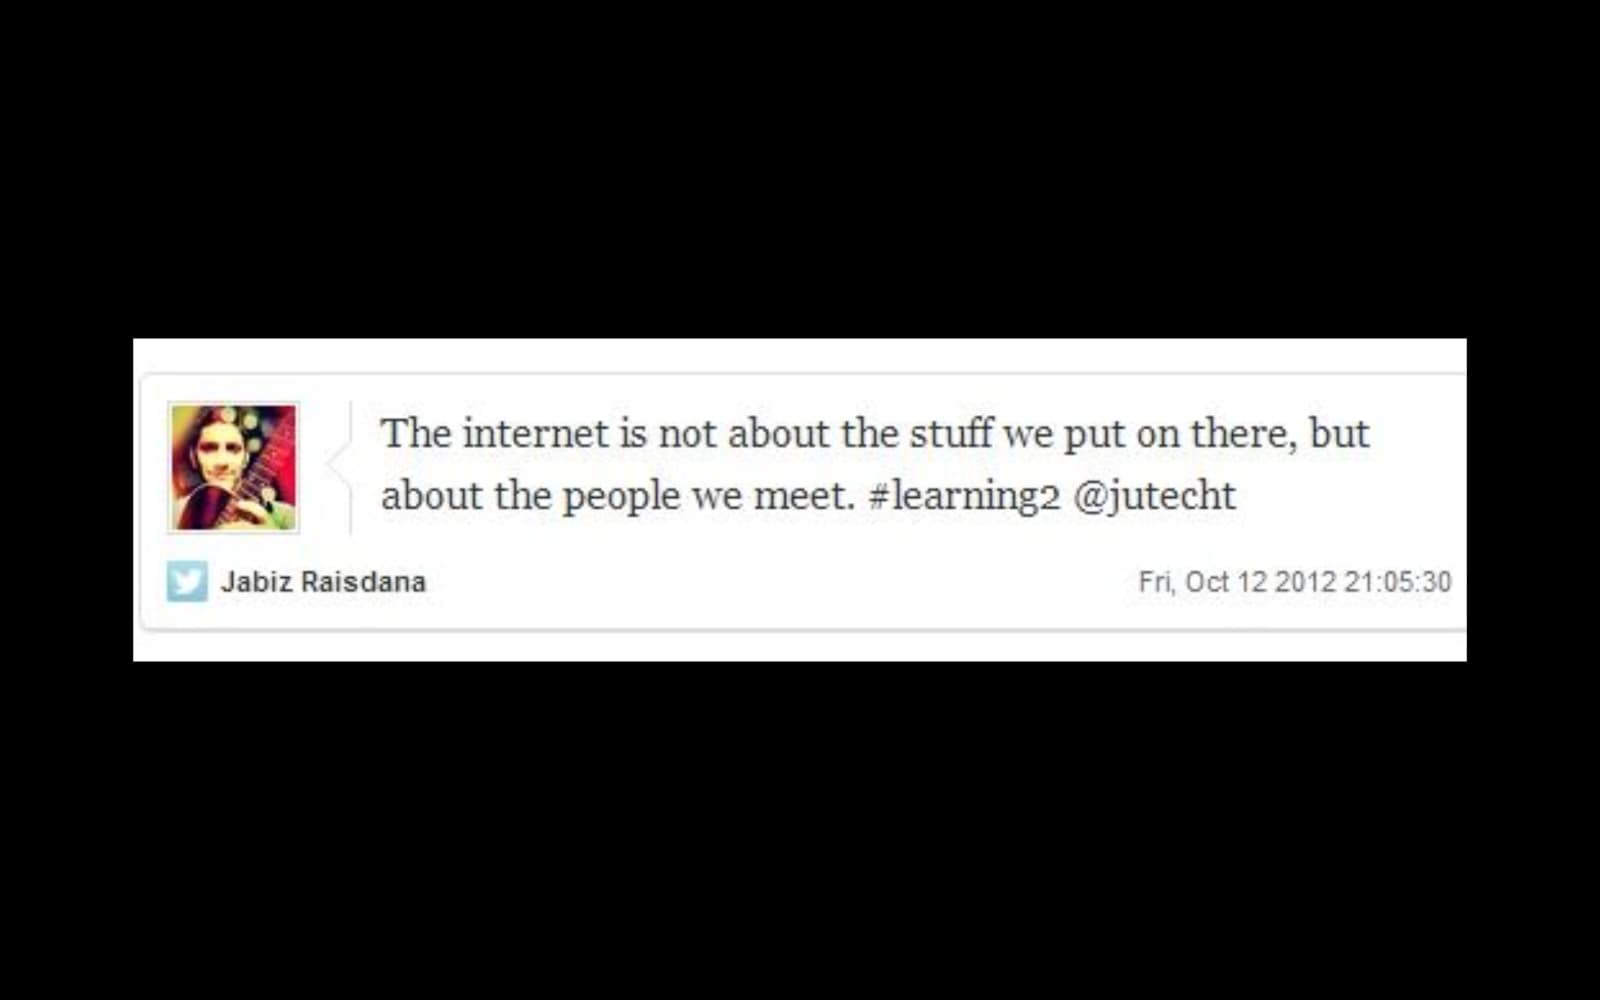 The internet is not about the stuff we put on there, but
about the people we meet. #learning2 @jutecht
Jabiz Raisdana
Fri, Oct 12 2012 21:05:30